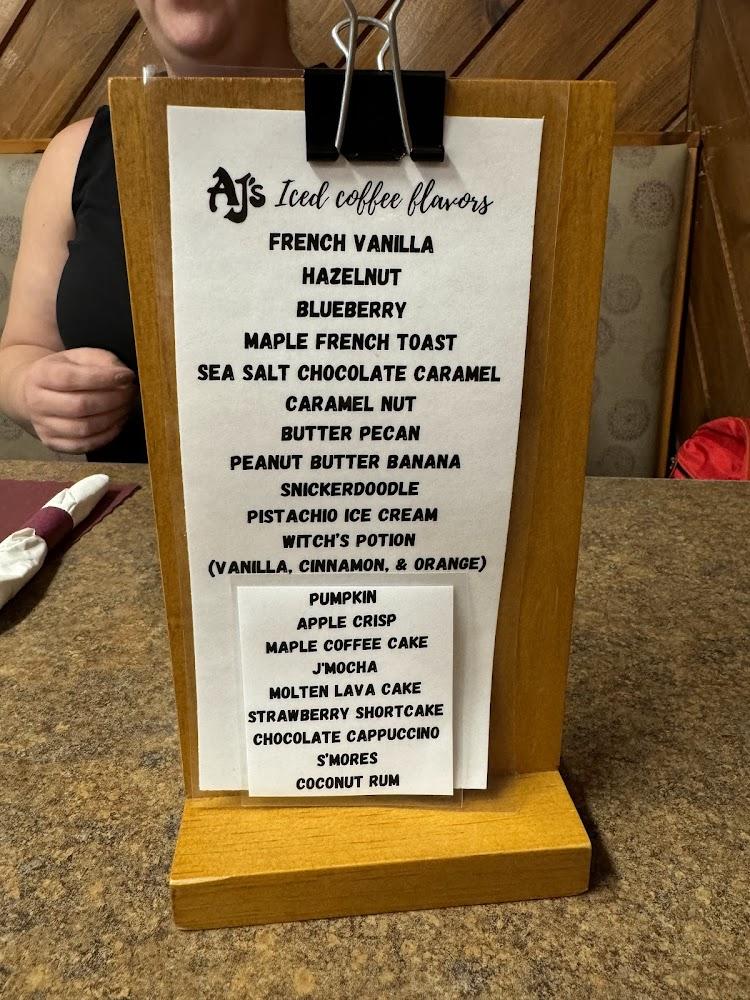 AJ's Iced coffee flavors
FRENCH VANILLA
HAZELNUT
BLUEBERRY
MAPLE FRENCH TOAST
SEA SALT CHOCOLATE CARAMEL
CARAMEL NUT
BUTTER PECAN
PEANUT BUTTER BANANA
SNICKERDOODLE
PISTACHIO ICE CREAM
WITCH'S POTION
(VANILLA, CINNAMON, & ORANGE)
PUMPKIN
APPLE CRISP
MAPLE COFFEE CAKE
J'MOCHA
MOLTEN LAVA CAKE
STRAWBERRY SHORTCAKE
CHOCOLATE CAPPUCCINO
S'MORES
COCONUT RUM